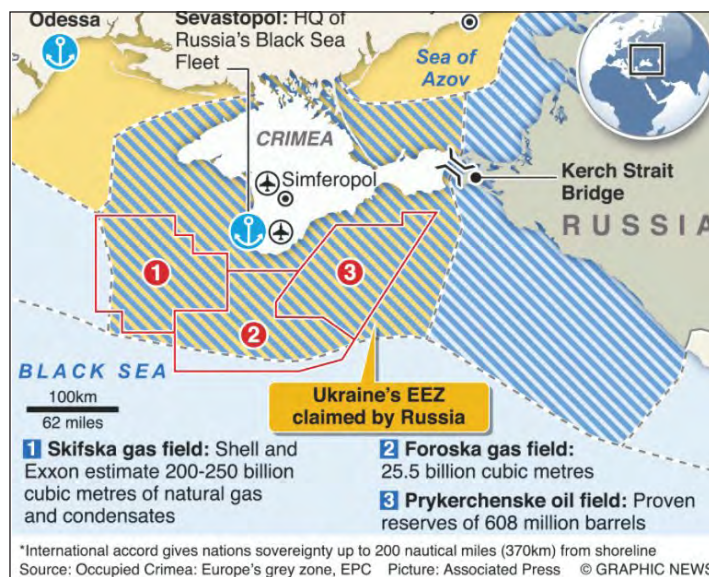 Odessa
Sevastopol: HQ of
Russia's Black Sea
Fleet
Sea of
Azov
CRIMEA
Simferopol
Kerch Strait
Bridge
RUSSIA
1
3
2
BLACK SEA
100km
62 miles
Ukraine's EEZ
claimed by Russia
1 Skifska gas field: Shell and
Exxon estimate 200-250 billion
cubic metres of natural gas
and condensates
2 Foroska gas field:
25.5 billion cubic metres
3 Prykerchenske oil field: Proven
reserves of 608 million barrels
*International accord gives nations sovereignty up to 200 nautical miles (370km) from shoreline
Source: Occupied Crimea: Europe's grey zone, EPC Picture: Associated Press © GRAPHIC NEWS